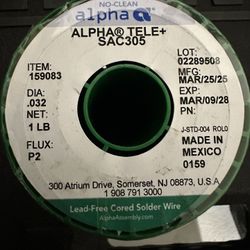 NO-CLEAN
alpha
ALPHA® TELE+
SAC305
ITEM:
159083
DIA:
.032
NET:
1 LB
FLUX:
P2
LOT:
02289508
MFG:
MAR/25/25
EXP:
MAR/09/28
PN:
J-STD-004 ROL0
MADE IN
MEXICO
0159
300 Atrium Drive, Somerset, NJ 08873, U.S.A
1 908 791 3000
Lead-Free Cored Solder Wire
AlphaAssembly.com